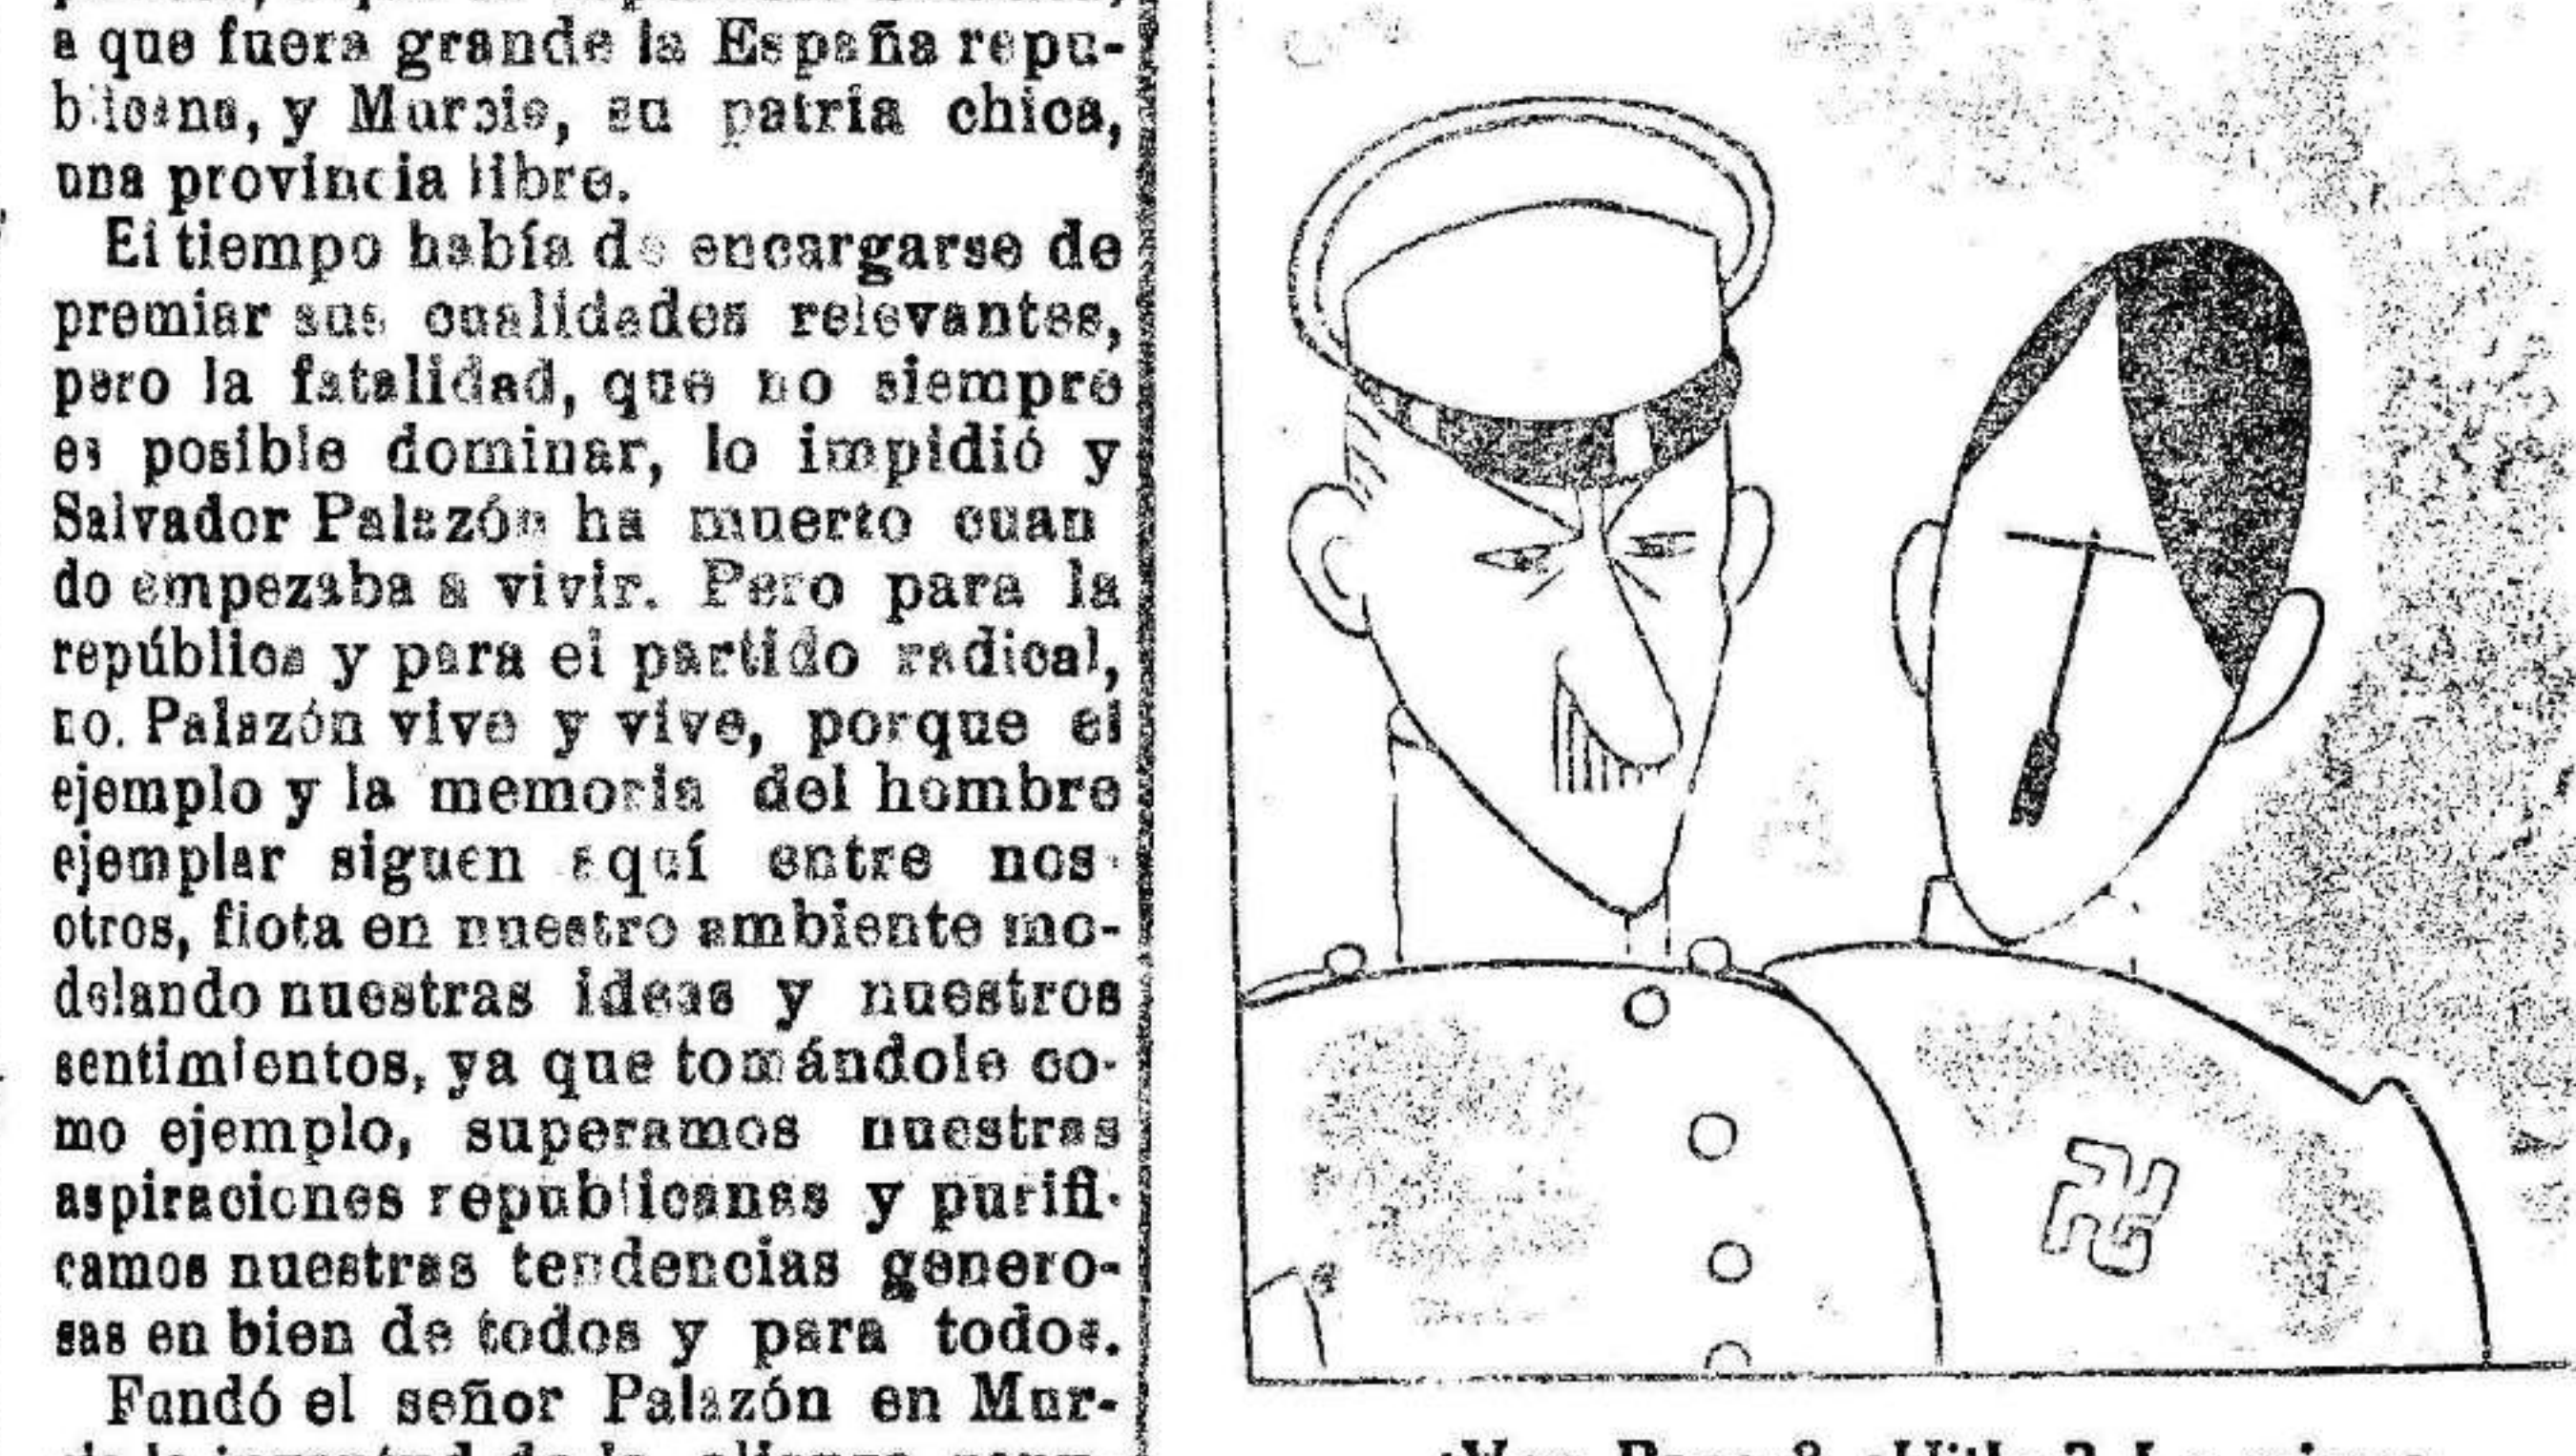 a que fuera grande la España repu-
blicana, y Murcia, su patria chica,
una provincia libre.
El tiempo había de encargarse de
premiar sus cualidades relevantes,
pero la fatalidad, que no siempre
es posible dominar, lo impidió y
Salvador Palazón ha muerto cuan
do empezaba a vivir. Pero para la
república y para el partido radical,
no. Palazón vive y vive, porque el
ejemplo y la memoria del hombre
ejemplar siguen aquí entre nos-
otros, flota en nuestro ambiente mo-
delando nuestras ideas y nuestros
sentimientos, ya que tomándole co-
mo ejemplo, superamos nuestras
aspiraciones republicanas y purifi-
camos nuestras tendencias genero-
sas en bien de todos y para todos.
Fundó el señor Palazón en Mur-